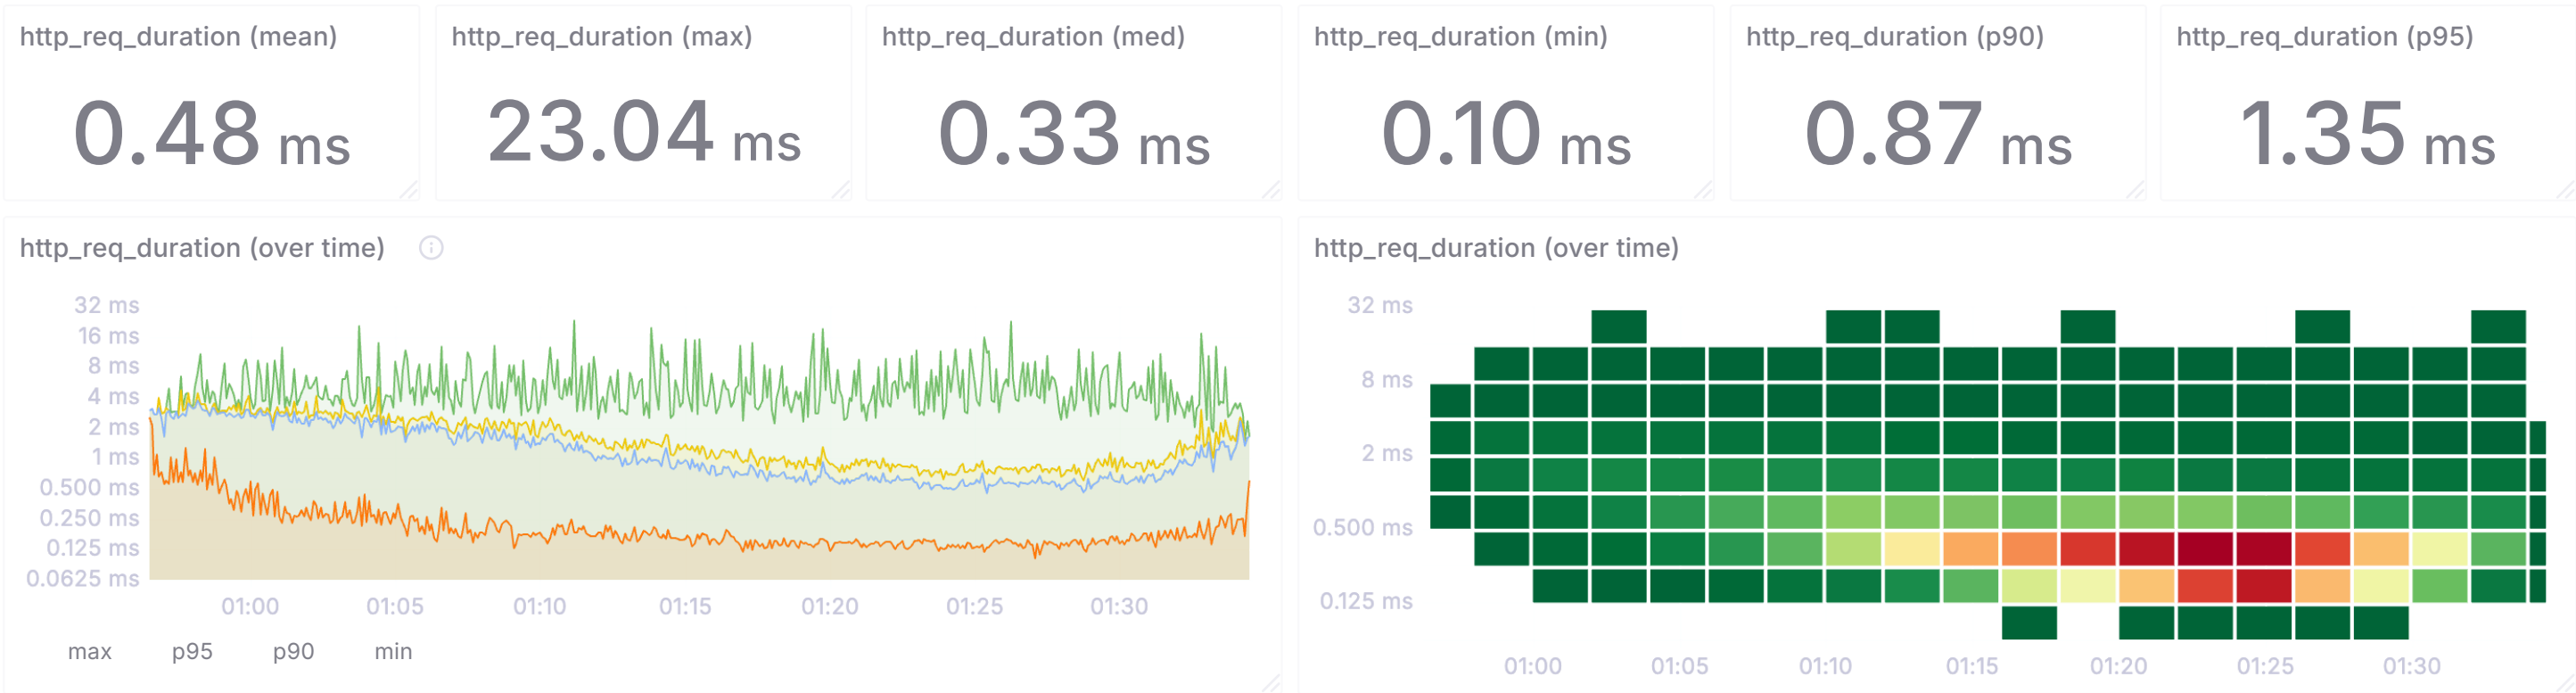 http_req_duration (mean)
0.48 ms
http_req_duration (max)
23.04 ms
http_req_duration (med)
0.33 ms
http_req_duration (min)
0.10 ms
http_req_duration (p90)
0.87 ms
http_req_duration (p95)
1.35 ms
http_req_duration (over time)
32 ms
16 ms
8 ms
4 ms
2 ms
1 ms
0.500 ms
0.250 ms
0.125 ms
0.0625 ms
01:00 01:05 01:10 01:15 01:20 01:25 01:30
max p95 p90 min
http_req_duration (over time)
32 ms
8 ms
2 ms
0.500 ms
0.125 ms
01:00 01:05 01:10 01:15 01:20 01:25 01:30